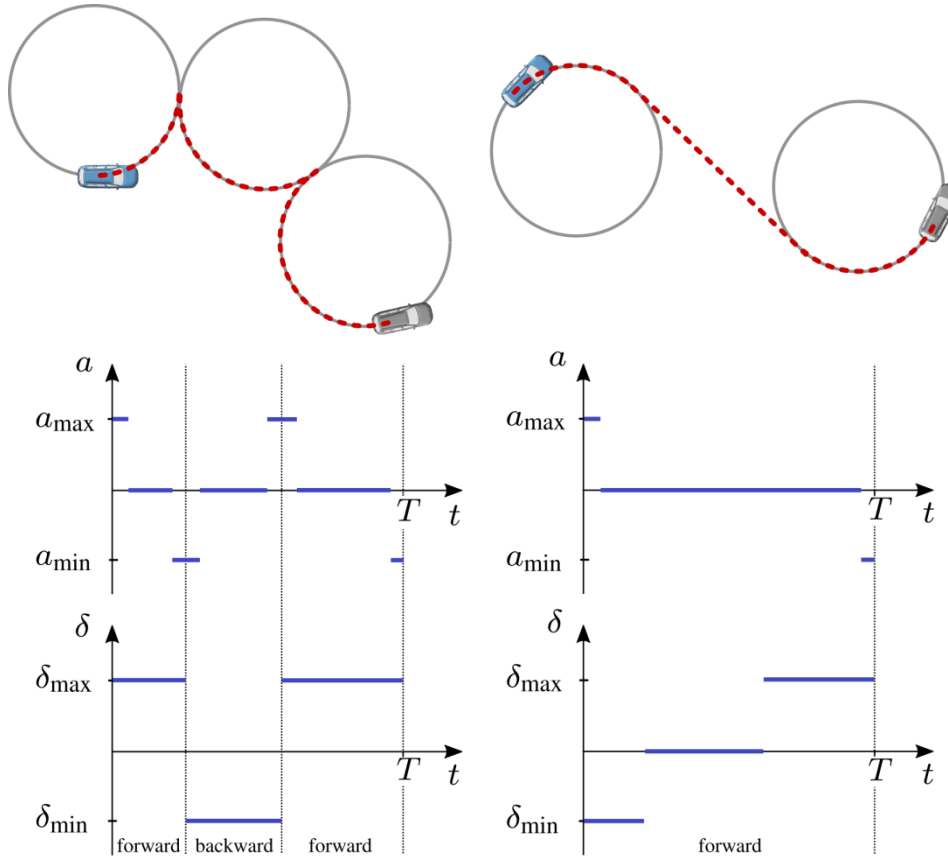 a
a_max
T
t
a_min
δ
δ_max
T
t
δ_min
forward
backward
forward
a
a_max
T
t
a_min
δ
δ_max
T
t
δ_min
forward